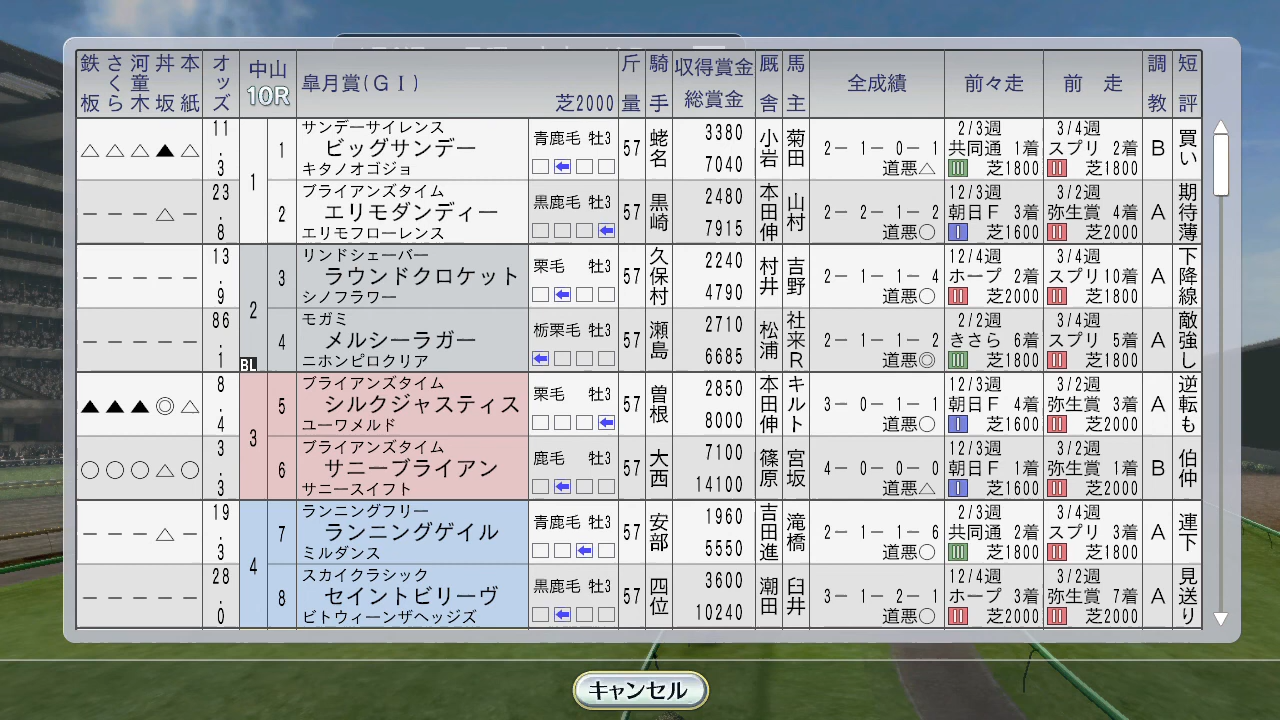 鉄板 さくら 河童木 丼坂 本紙 オッズ 中山 10R 皐月賞(GⅠ) 芝2000 斤量 騎手 収得賞金 総賞金 厩舎 馬主 全成績 前々走 前 走 調教 短評
△ △ △ ▲ △ 11.3 1 1 サンデーサイレンス 青鹿毛 牡3 57 蛯名 3380 小岩 菊田 2- 1- 0- 1 2/3週 3/4週 B 買い
ビッグサンデー 共同通 1着 スプリ 2着
キタノオゴジョ 7040 道悪△ III 芝1800 II 芝1800
- - - △ - 23.8 2 ブライアンズタイム 黒鹿毛 牡3 57 黒崎 2480 本田伸 山村 2- 2- 1- 2 12/3週 3/2週 A 期待薄
エリモダンディー 朝日F 3着 弥生賞 4着
エリモフローレンス 7915 道悪○ I 芝1600 II 芝2000
- - - - - 13.9 2 3 リンドシェーバー 栗毛 牡3 57 久保村 2240 村井 吉野 2- 1- 1- 4 12/4週 3/4週 A 下降線
ラウンドクロケット ホープ 2着 スプリ10着
シノフラワー 4790 道悪○ II 芝2000 II 芝1800
- - - - - 86.1 4 モガミ 栃栗毛 牡3 57 瀬島 2710 松浦 社来R 2- 1- 1- 2 2/2週 3/4週 A 敵強し
メルシーラガー きさら 6着 スプリ 5着
BL ニホンピロクリア 6685 道悪◎ III 芝1800 II 芝1800
▲ ▲ ▲ ◎ △ 8.4 3 5 ブライアンズタイム 栗毛 牡3 57 曽根 2850 本田伸 キルト 3- 0- 1- 1 12/3週 3/2週 A 逆転も
シルクジャスティス 朝日F 4着 弥生賞 3着
ユーワメルド 8000 道悪○ I 芝1600 II 芝2000
○ ○ ○ △ ○ 3.3 6 ブライアンズタイム 鹿毛 牡3 57 大西 7100 篠原 宮坂 4- 0- 0- 0 12/3週 3/2週 B 伯仲
サニーブライアン 朝日F 1着 弥生賞 1着
サニースイフト 14100 道悪△ I 芝1600 II 芝2000
- - - △ - 19.3 4 7 ランニングフリー 青鹿毛 牡3 57 安部 1960 吉田進 滝橋 2- 1- 1- 6 2/3週 3/4週 A 連下
ランニングゲイル 共同通 2着 スプリ 3着
ミルダンス 5550 道悪○ III 芝1800 II 芝1800
- - - - - 28.0 8 スカイクラシック 黒鹿毛 牡3 57 四位 3600 潮田 臼井 3- 1- 2- 1 12/4週 3/2週 A 見送り
セイントビリーヴ ホープ 3着 弥生賞 7着
ビトウィーンザヘッジズ 10240 道悪○ II 芝2000 II 芝2000
キャンセル